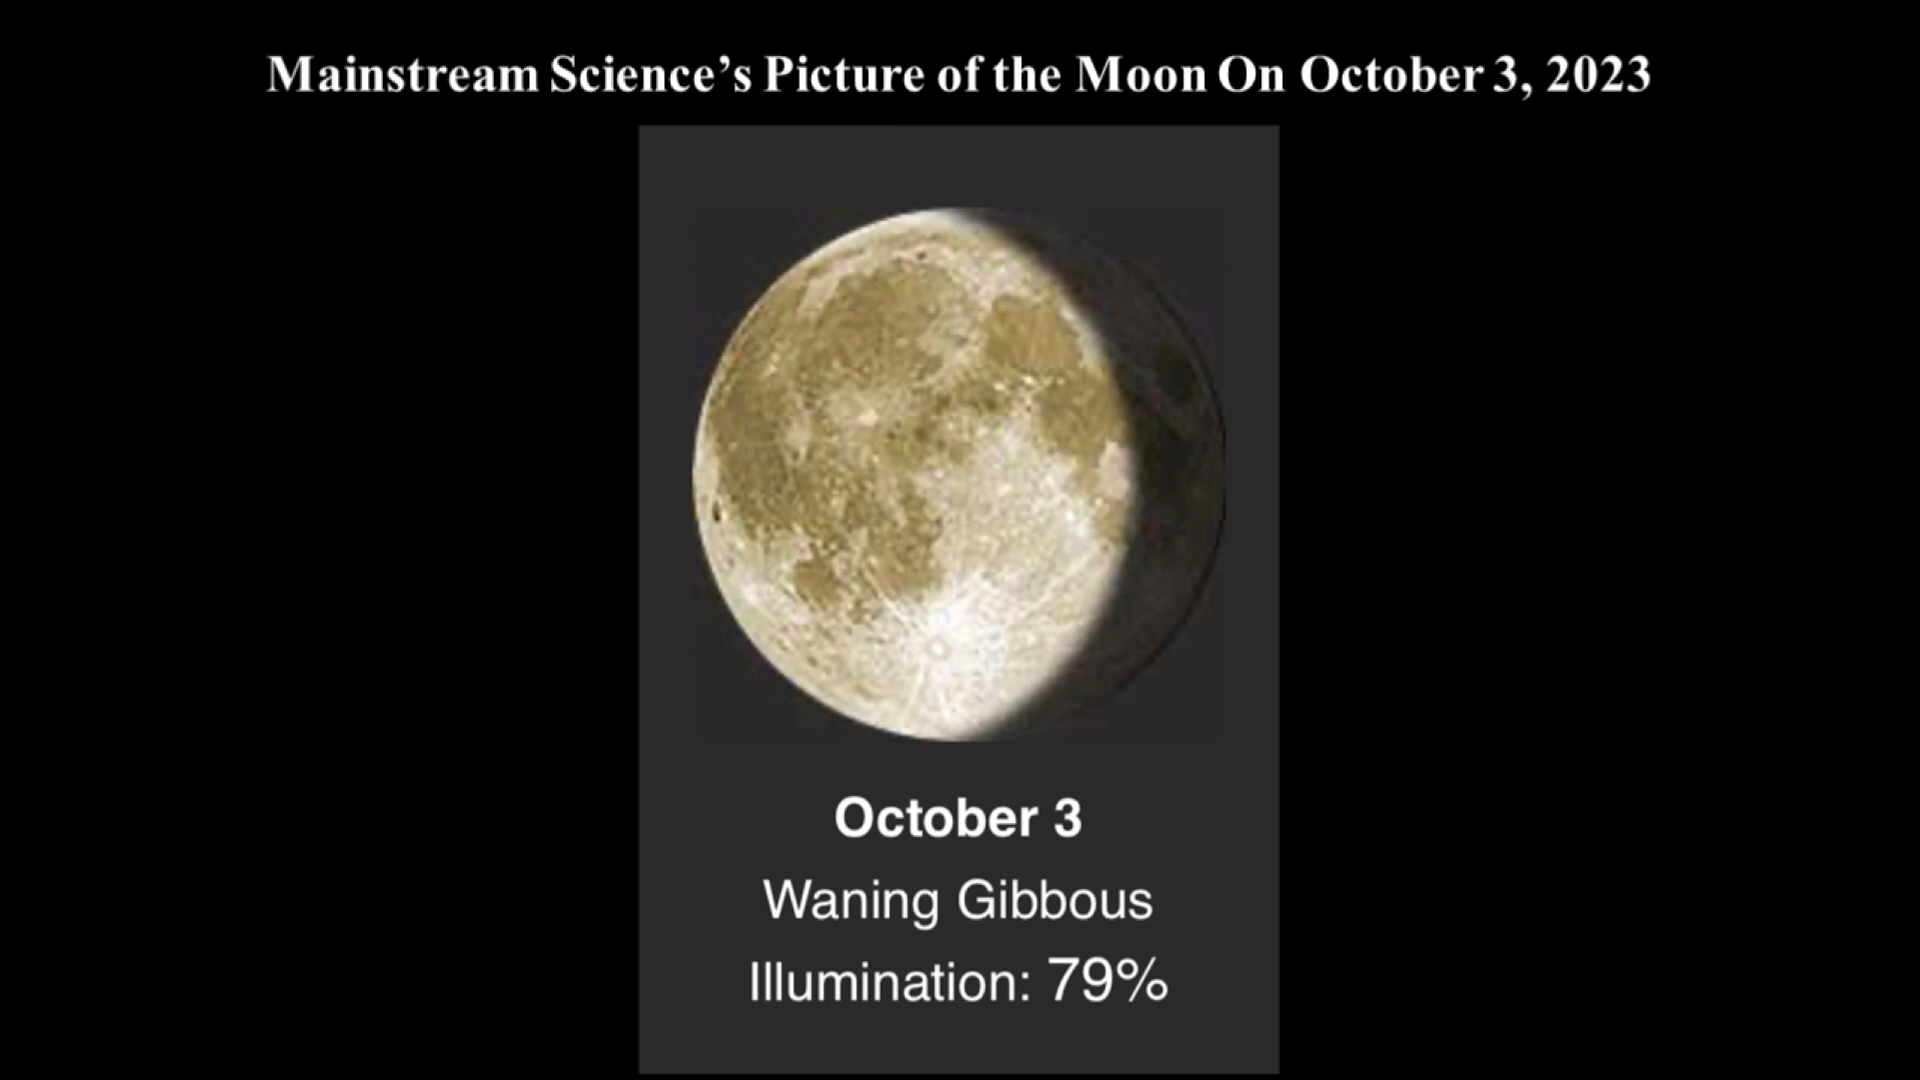 Mainstream Science’s Picture of the Moon On October 3, 2023
October 3
Waning Gibbous
Illumination: 79%